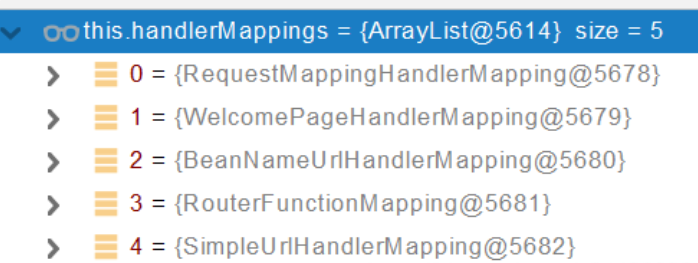 this.handlerMappings = {ArrayList@5614} size = 5
0 = {RequestMappingHandlerMapping@5678}
1 = {WelcomePageHandlerMapping@5679}
2 = {BeanNameUrlHandlerMapping@5680}
3 = {RouterFunctionMapping@5681}
4 = {SimpleUrlHandlerMapping@5682}